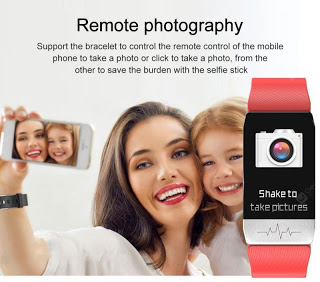 Remote photography
Support the bracelet to control the remote control of the mobile
phone to take a photo or click to take a photo, from the
other to save the burden with the selfie stick
Shake to
take pictures